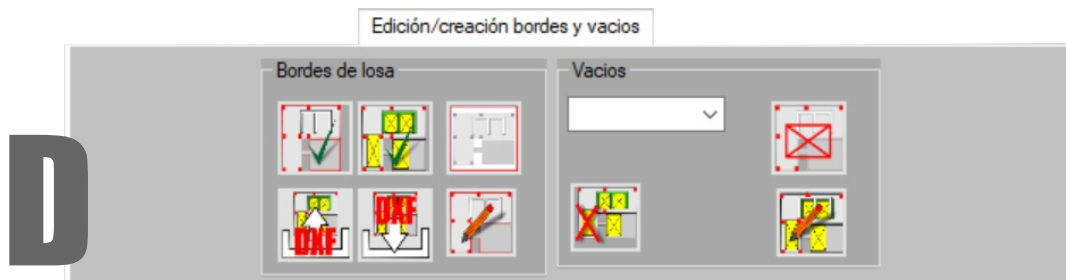 Edición/creación bordes y vacios
Bordes de losa
Vacios
D
DXF
DXF